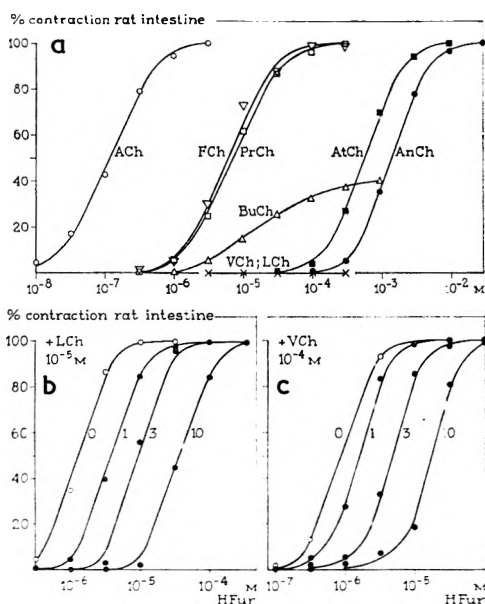 % contraction rat intestine
a
100
80
60
40
20
ACh
FCh
PrCh
AtCh
AnCh
BuCh
VCh;LCh
10⁻⁸
10⁻⁷
10⁻⁶
10⁻⁵
10⁻⁴
10⁻³
10⁻² M
% contraction rat intestine
100
80
60
40
20
+LCh
10⁻⁵ M
b
0
1
3
10
10⁻⁶
10⁻⁵
10⁻⁴
M
HFur
+VCh
10⁻⁴ M
c
0
1
3
10
10⁻⁷
10⁻⁶
10⁻⁵
M
HFur